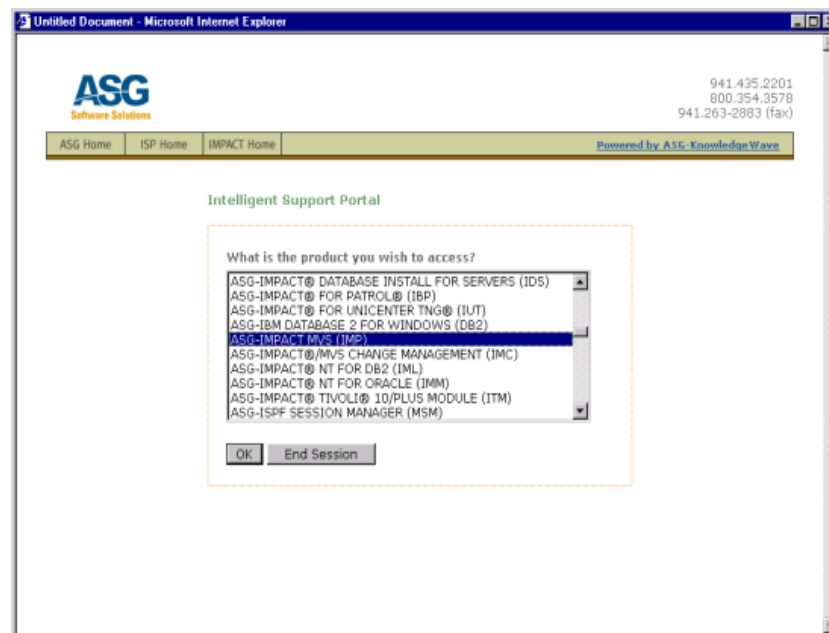 Untitled Document - Microsoft Internet Explorer
ASG
Software Solutions
941.435.2201
800.354.3578
941.263-2883 (fax)
ASG Home
ISP Home
IMPACT Home
Powered by ASG-KnowledgeWave
Intelligent Support Portal
What is the product you wish to access?
ASG-IMPACT® DATABASE INSTALL FOR SERVERS (IDS)
ASG-IMPACT® FOR PATROL® (IBP)
ASG-IMPACT® FOR UNICENTER TNG® (IUT)
ASG-IBM DATABASE 2 FOR WINDOWS (DB2)
ASG-IMPACT MVS (IMP)
ASG-IMPACT®/MVS CHANGE MANAGEMENT (IMC)
ASG-IMPACT® NT FOR DB2 (IML)
ASG-IMPACT® NT FOR ORACLE (IMM)
ASG-IMPACT® TIVOLI® 10/PLUS MODULE (ITM)
ASG-ISPF SESSION MANAGER (MSM)
OK
End Session